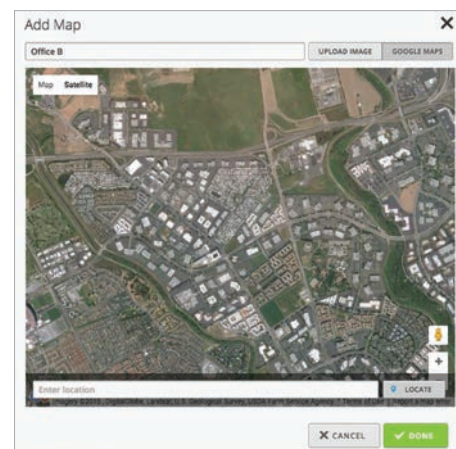 Add Map
Office B
UPLOAD IMAGE
GOOGLE MAPS
Map Satellite
Enter location
LOCATE
CANCEL
DONE